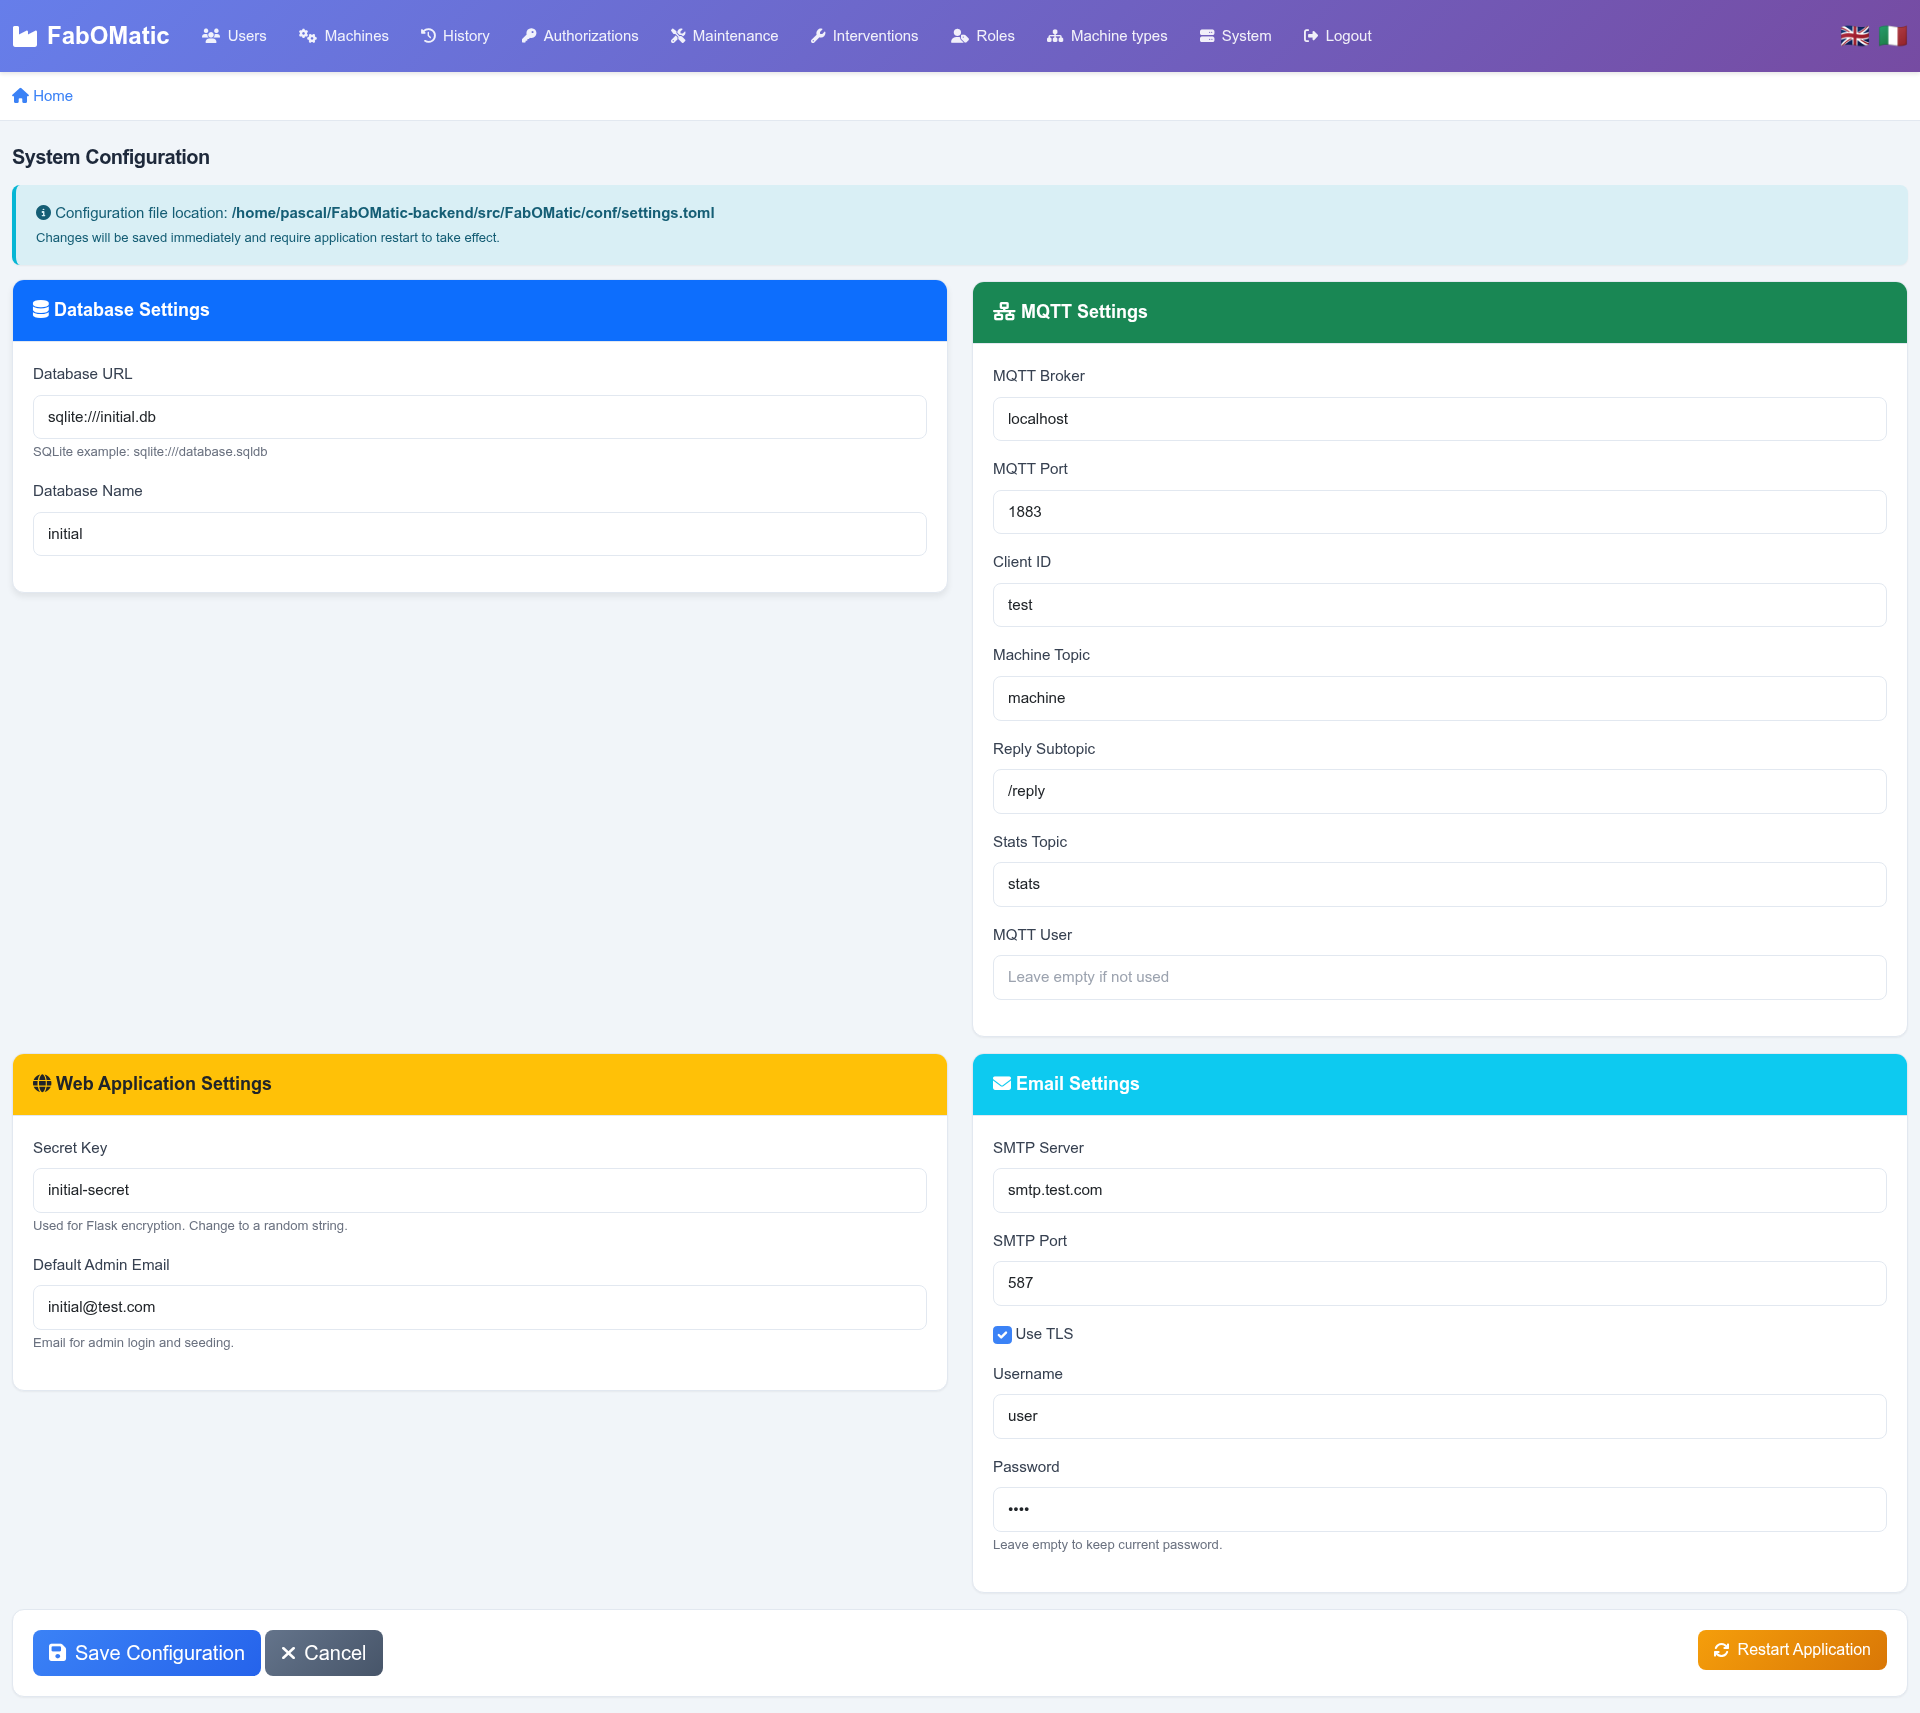 FabOMatic
Users
Machines
History
Authorizations
Maintenance
Interventions
Roles
Machine types
System
Logout
Home
System Configuration
Configuration file location: /home/pascal/FabOMatic-backend/src/FabOMatic/conf/settings.toml
Changes will be saved immediately and require application restart to take effect.
Database Settings
Database URL
sqlite:///initial.db
SQLite example: sqlite:///database.sqldb
Database Name
initial
MQTT Settings
MQTT Broker
localhost
MQTT Port
1883
Client ID
test
Machine Topic
machine
Reply Subtopic
/reply
Stats Topic
stats
MQTT User
Leave empty if not used
Web Application Settings
Secret Key
initial-secret
Used for Flask encryption. Change to a random string.
Default Admin Email
initial@test.com
Email for admin login and seeding.
Email Settings
SMTP Server
smtp.test.com
SMTP Port
587
Use TLS
Username
user
Password
••••
Leave empty to keep current password.
Save Configuration
Cancel
Restart Application